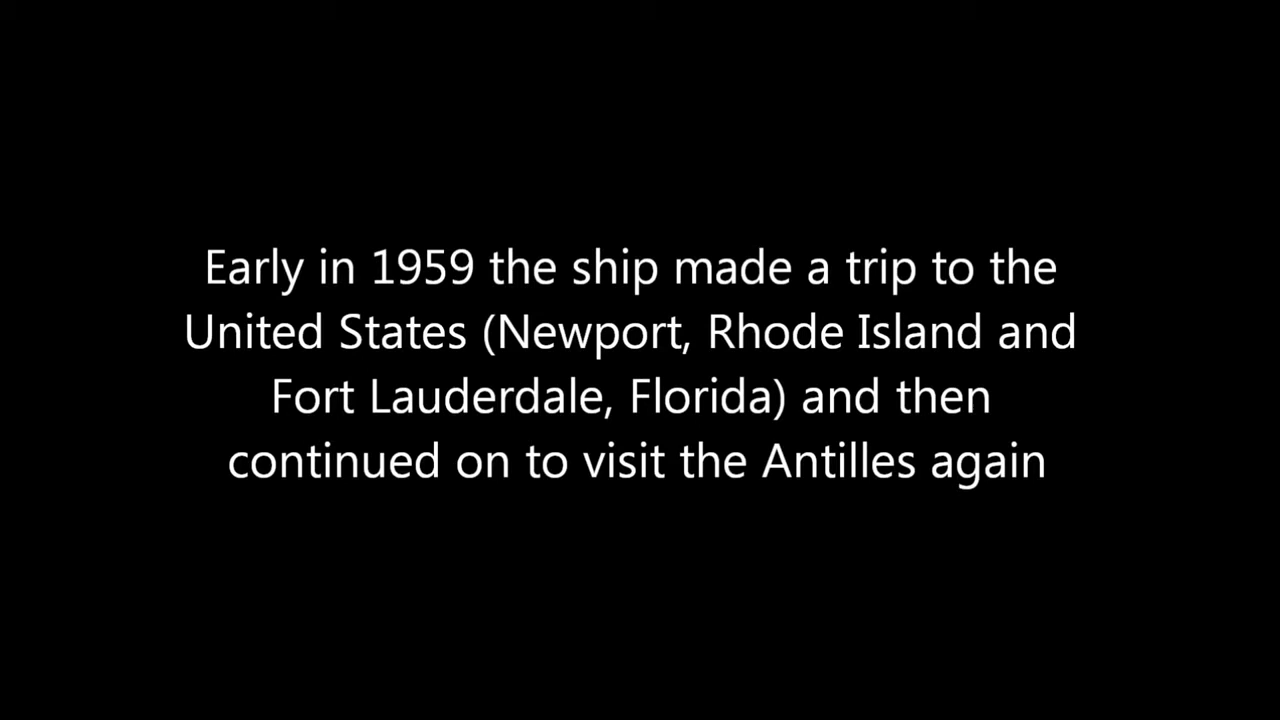 Early in 1959 the ship made a trip to the
United States (Newport, Rhode Island and
Fort Lauderdale, Florida) and then
continued on to visit the Antilles again